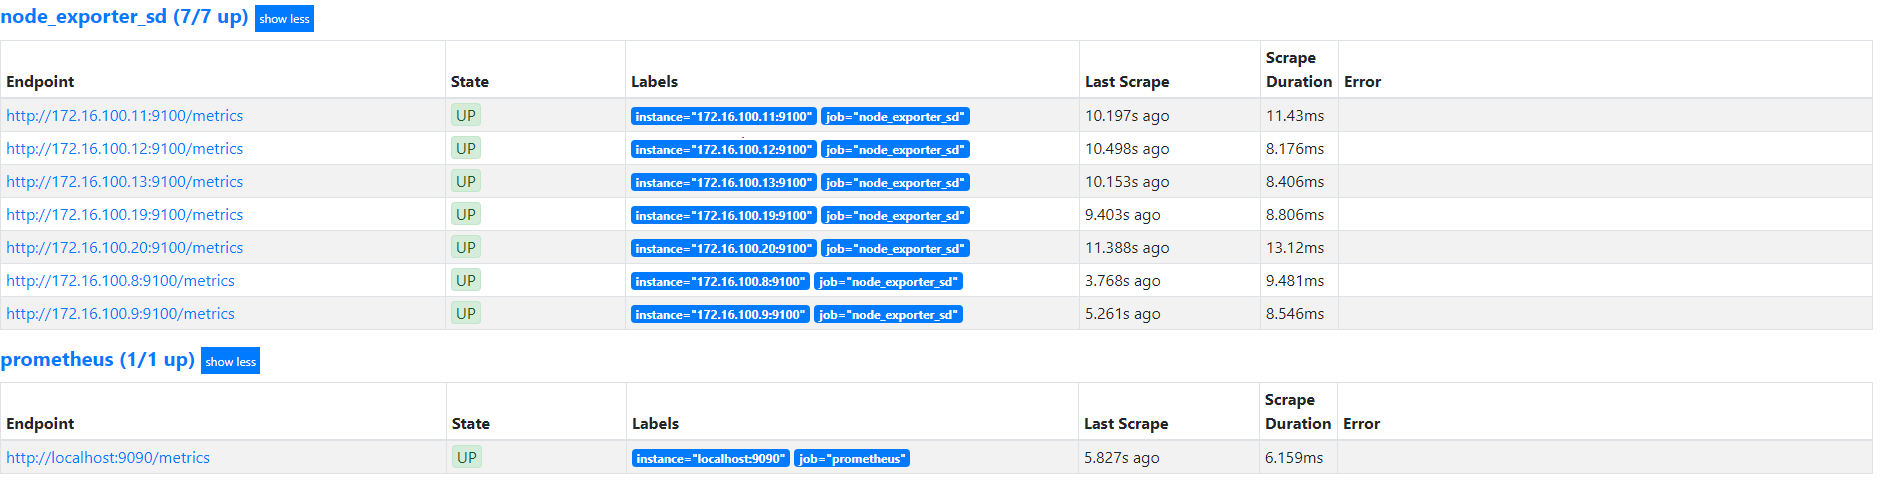 node_exporter_sd (7/7 up) show less
Endpoint State Labels Last Scrape Scrape Duration Error
http://172.16.100.11:9100/metrics UP instance="172.16.100.11:9100" job="node_exporter_sd" 10.197s ago 11.43ms
http://172.16.100.12:9100/metrics UP instance="172.16.100.12:9100" job="node_exporter_sd" 10.498s ago 8.176ms
http://172.16.100.13:9100/metrics UP instance="172.16.100.13:9100" job="node_exporter_sd" 10.153s ago 8.406ms
http://172.16.100.19:9100/metrics UP instance="172.16.100.19:9100" job="node_exporter_sd" 9.403s ago 8.806ms
http://172.16.100.20:9100/metrics UP instance="172.16.100.20:9100" job="node_exporter_sd" 11.388s ago 13.12ms
http://172.16.100.8:9100/metrics UP instance="172.16.100.8:9100" job="node_exporter_sd" 3.768s ago 9.481ms
http://172.16.100.9:9100/metrics UP instance="172.16.100.9:9100" job="node_exporter_sd" 5.261s ago 8.546ms
prometheus (1/1 up) show less
Endpoint State Labels Last Scrape Scrape Duration Error
http://localhost:9090/metrics UP instance="localhost:9090" job="prometheus" 5.827s ago 6.159ms